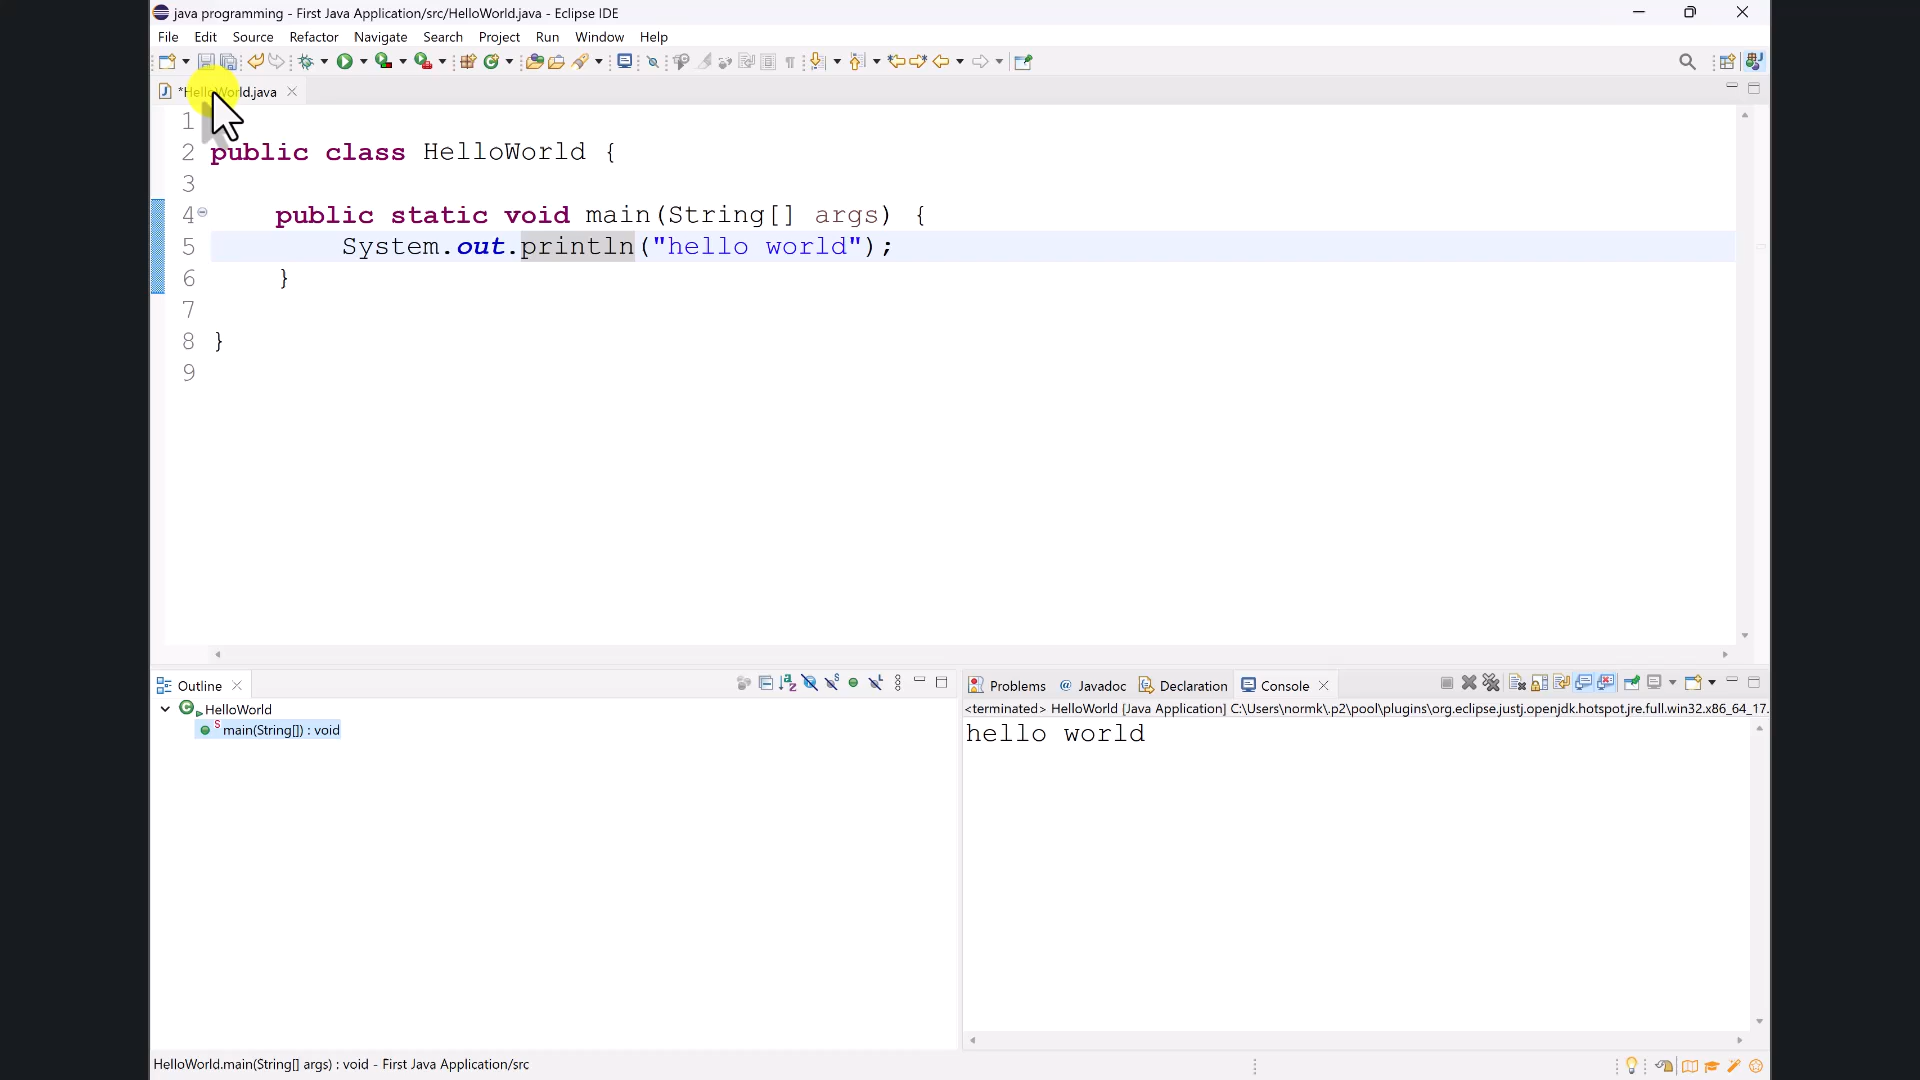 java programming - First Java Application/src/HelloWorld.java - Eclipse IDE
File Edit Source Refactor Navigate Search Project Run Window Help
*HelloWorld.java
1
2 public class HelloWorld {
3
4 public static void main(String[] args) {
5 System.out.println("hello world");
6 }
7
8 }
9
Outline
HelloWorld
main(String[]) : void
Problems Javadoc Declaration Console
<terminated> HelloWorld [Java Application] C:\Users\normk\.p2\pool\plugins\org.eclipse.justj.openjdk.hotspot.jre.full.win32.x86_64_17.
hello world
HelloWorld.main(String[] args) : void - First Java Application/src